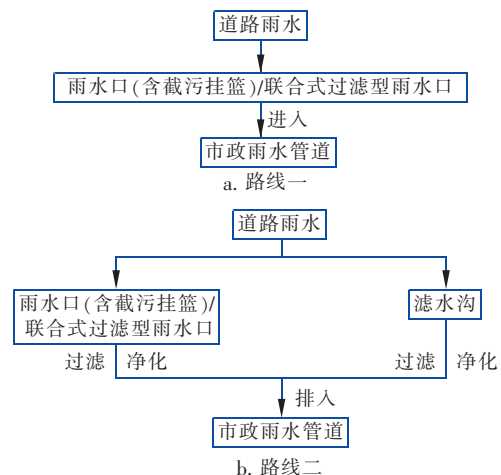 道路雨水
雨水口(含截污挂篮)/联合式过滤型雨水口
进入
市政雨水管道
a. 路线一
道路雨水
雨水口(含截污挂篮)/
联合式过滤型雨水口
滤水沟
过滤 净化
过滤 净化
排入
市政雨水管道
b. 路线二